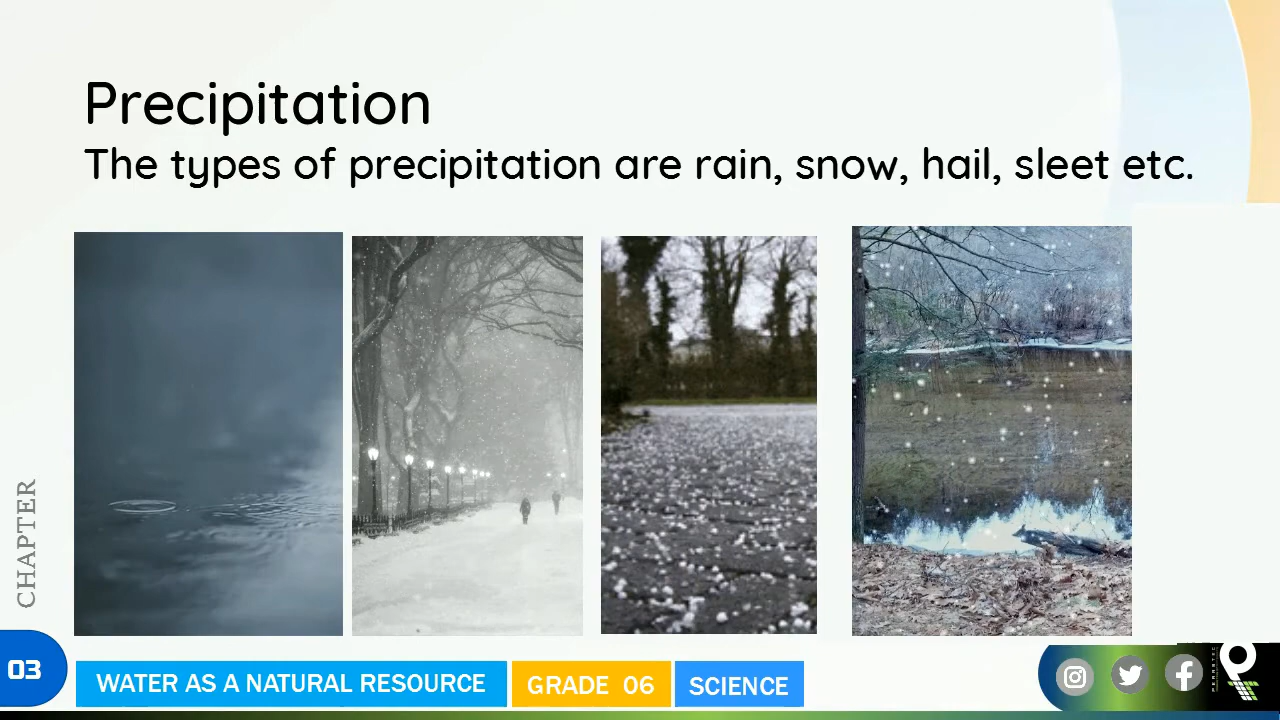 Precipitation
The types of precipitation are rain, snow, hail, sleet etc.
CHAPTER
03
WATER AS A NATURAL RESOURCE
GRADE 06
SCIENCE